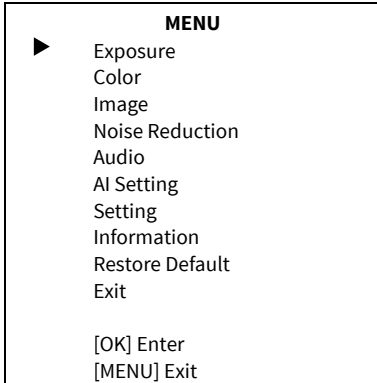 MENU
▶ Exposure
Color
Image
Noise Reduction
Audio
AI Setting
Setting
Information
Restore Default
Exit
[OK] Enter
[MENU] Exit